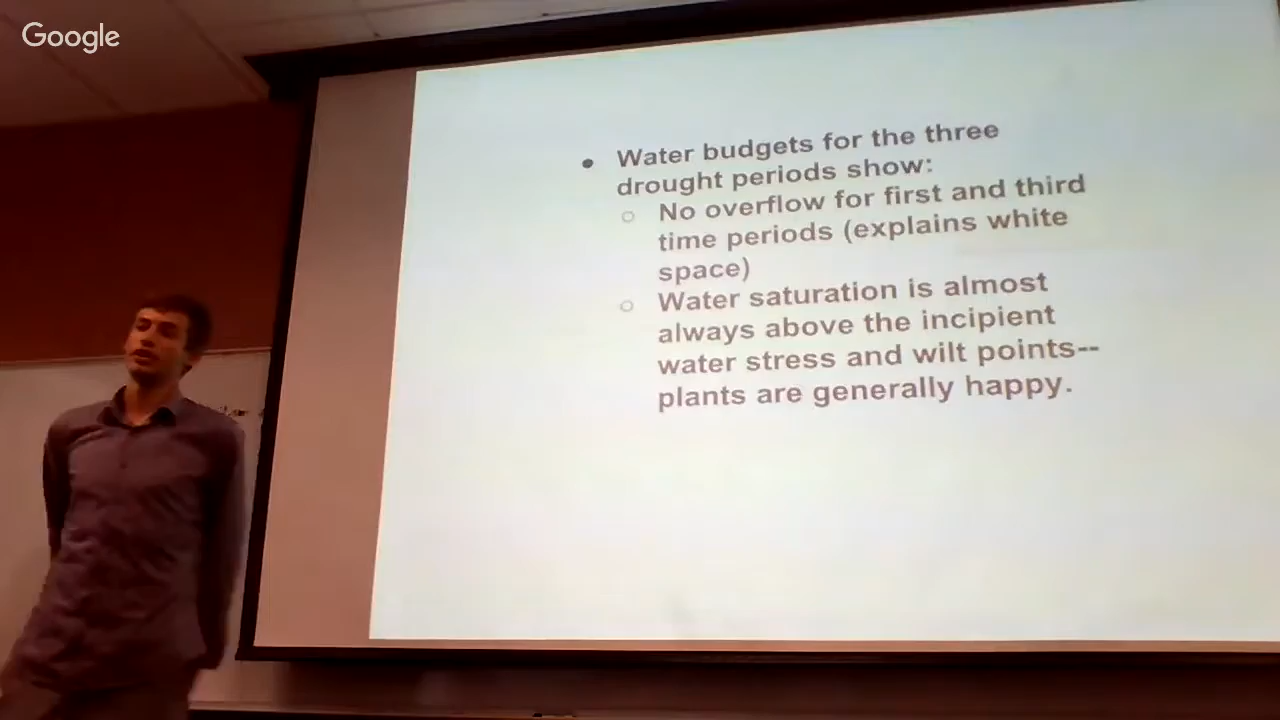 Google
● Water budgets for the three
drought periods show:
○ No overflow for first and third
time periods (explains white
space)
○ Water saturation is almost
always above the incipient
water stress and wilt points--
plants are generally happy.